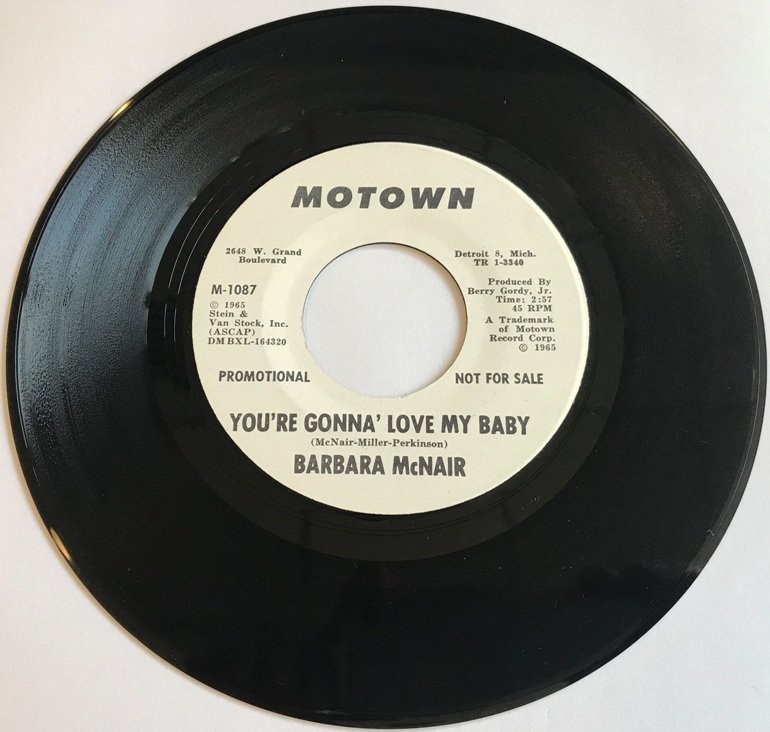 MOTOWN
2648 W. Grand
Boulevard
Detroit 8, Mich.
TR 1-3340
M-1087
© 1965
Stein &
Van Stock, Inc.
(ASCAP)
DM BXL-164320
Produced By
Berry Gordy, Jr.
Time: 2:57
45 RPM
A Trademark
of Motown
Record Corp.
© 1965
PROMOTIONAL
NOT FOR SALE
YOU'RE GONNA' LOVE MY BABY
(McNair-Miller-Perkinson)
BARBARA McNAIR